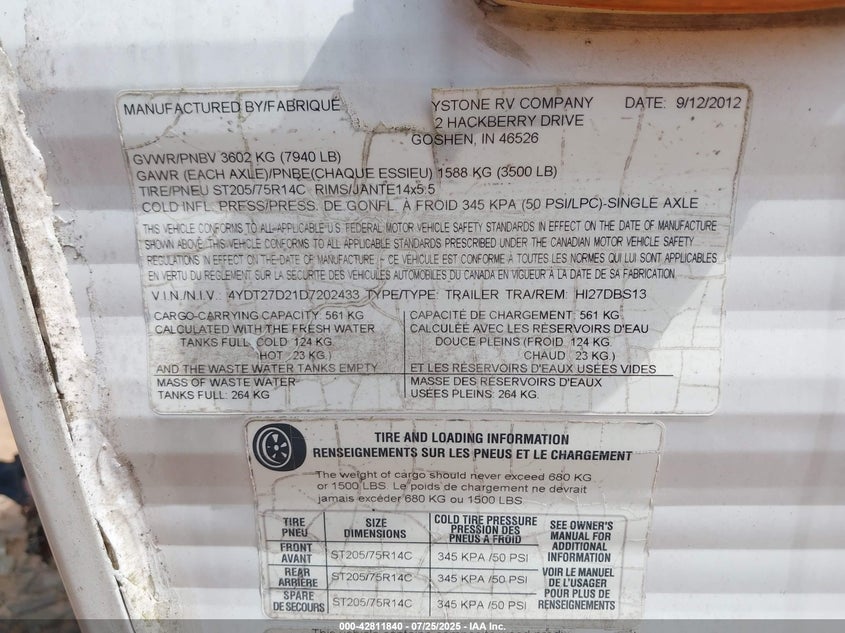 MANUFACTURED BY/FABRIQUÉ YSTONE RV COMPANY DATE: 9/12/2012
2 HACKBERRY DRIVE
GOSHEN, IN 46526
GVWR/PNBV 3602 KG (7940 LB)
GAWR (EACH AXLE)/PNBE(CHAQUE ESSIEU) 1588 KG (3500 LB)
TIRE/PNEU ST205/75R14C RIMS/JANTE14x5.5
COLD INFL. PRESS/PRESS. DE GONFL. À FROID 345 KPA (50 PSI/LPC)-SINGLE AXLE
THIS VEHICLE CONFORMS TO ALL APPLICABLE U.S. FEDERAL MOTOR VEHICLE SAFETY STANDARDS IN EFFECT ON THE DATE OF MANUFACTURE
SHOWN ABOVE. THIS VEHICLE CONFORMS TO ALL APPLICABLE STANDARDS PRESCRIBED UNDER THE CANADIAN MOTOR VEHICLE SAFETY
REGULATIONS IN EFFECT ON THE DATE OF MANUFACTURE - CE VEHICULE EST CONFORME A TOUTES LES NORMES QUI LUI SONT APPLICABLES
EN VERTU DU REGLEMENT SUR LA SECURITE DES VEHICULES AUTOMOBILES DU CANADA EN VIGUEUR À LA DATE DE SA FABRICATION.
V.I.N./N.I.V.: 4YDT27D21D7202433 TYPE/TYPE: TRAILER TRA/REM: HI27DBS13
CARGO-CARRYING CAPACITY: 561 KG
CALCULATED WITH THE FRESH WATER
TANKS FULL: COLD: 124 KG.
HOT: 23 KG.
AND THE WASTE WATER TANKS EMPTY
MASS OF WASTE WATER
TANKS FULL: 264 KG
CAPACITÉ DE CHARGEMENT: 561 KG
CALCULÉE AVEC LES RÉSERVOIRS D'EAU
DOUCE PLEINS (FROID: 124 KG.
CHAUD: 23 KG.)
ET LES RÉSERVOIRS D'EAUX USÉES VIDES
MASSE DES RÉSERVOIRS D'EAUX
USÉES PLEINS: 264 KG.
TIRE AND LOADING INFORMATION
RENSEIGNEMENTS SUR LES PNEUS ET LE CHARGEMENT
The weight of cargo should never exceed 680 KG
or 1500 LBS. Le poids de chargement ne devrait
jamais excéder 680 KG ou 1500 LBS.
TIRE
PNEU
SIZE
DIMENSIONS
COLD TIRE PRESSURE
PRESSION DES
PNEUS A FROID
FRONT
AVANT
ST205/75R14C
345 KPA /50 PSI
REAR
ARRIÈRE
ST205/75R14C
345 KPA /50 PSI
SPARE
DE SECOURS
ST205/75R14C
345 KPA /50 PSI
SEE OWNER'S
MANUAL FOR
ADDITIONAL
INFORMATION
VOIR LE MANUEL
DE L'USAGER
POUR PLUS DE
RENSEIGNEMENTS
000-42811840 - 07/25/2025 - IAA, Inc.